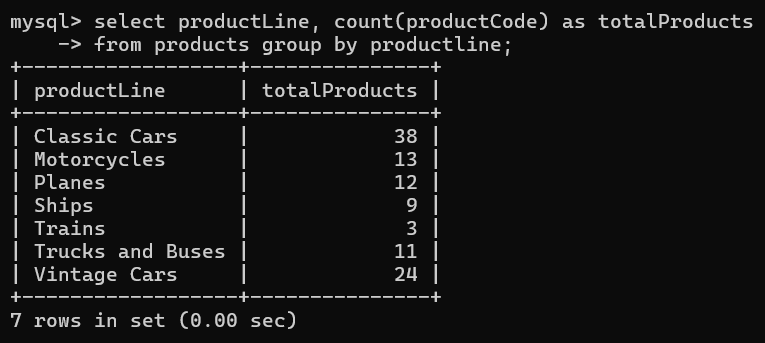 mysql> select productLine, count(productCode) as totalProducts
    -> from products group by productline;
+------------------+---------------+
| productLine      | totalProducts |
+------------------+---------------+
| Classic Cars     |            38 |
| Motorcycles      |            13 |
| Planes           |            12 |
| Ships            |             9 |
| Trains           |             3 |
| Trucks and Buses |            11 |
| Vintage Cars     |            24 |
+------------------+---------------+
7 rows in set (0.00 sec)